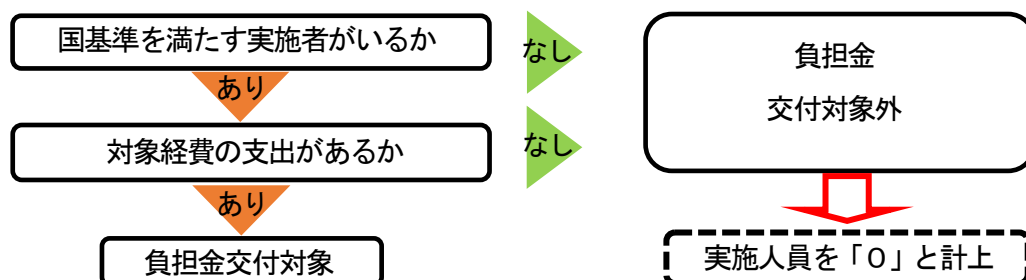 国基準を満たす実施者がいるか
なし
負担金
交付対象外
あり
対象経費の支出があるか
なし
あり
負担金交付対象
実施人員を「０」と計上